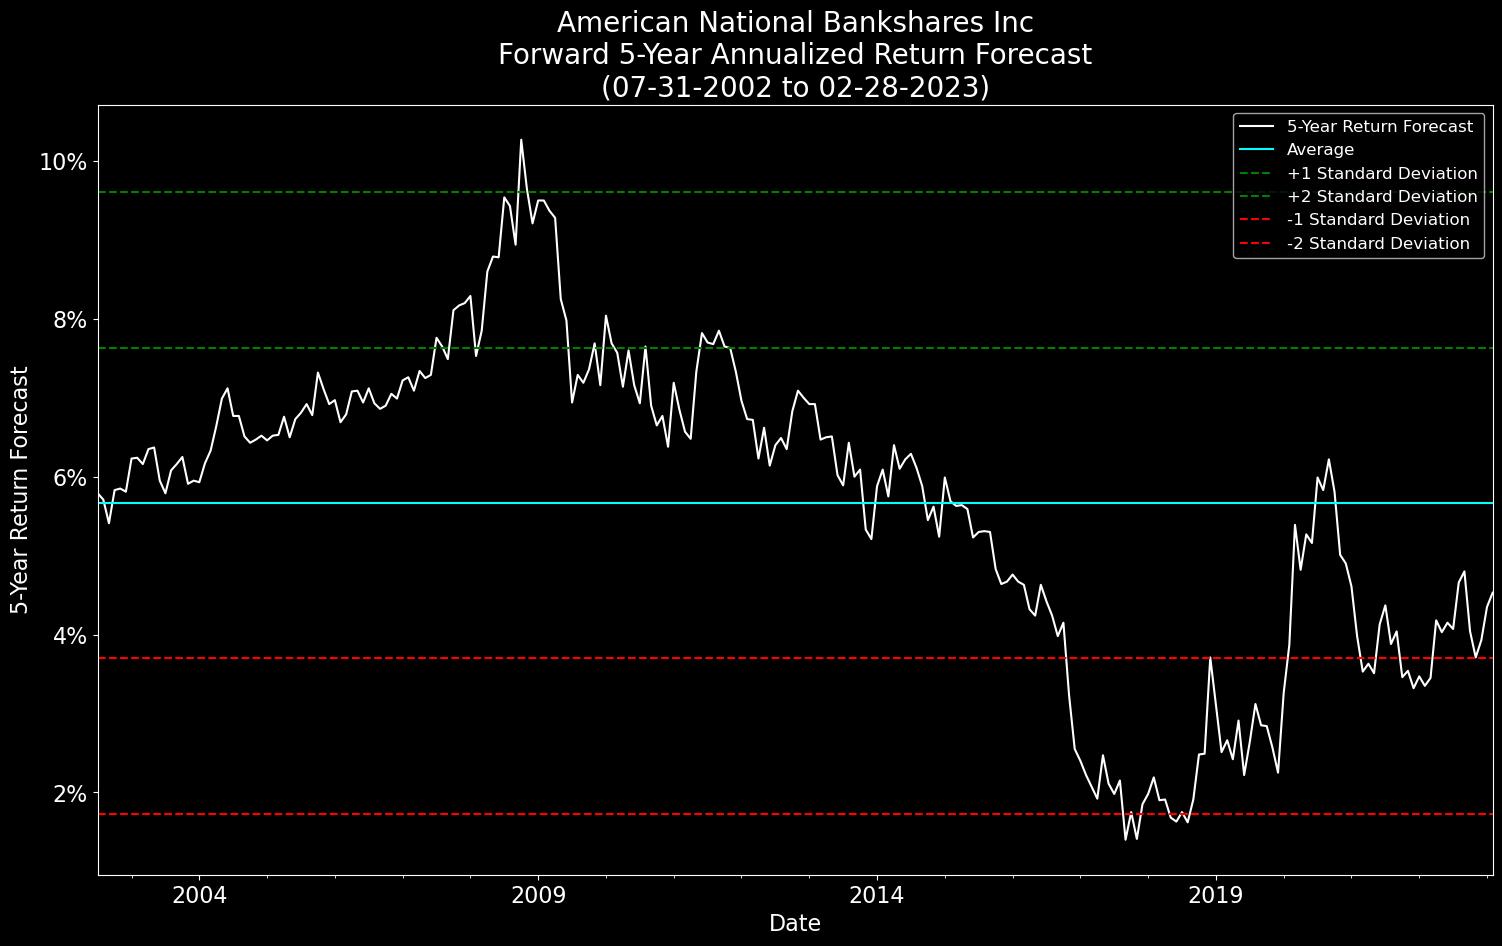 American National Bankshares Inc
Forward 5-Year Annualized Return Forecast
(07-31-2002 to 02-28-2023)
5-Year Return Forecast
Average
+1 Standard Deviation
+2 Standard Deviation
-1 Standard Deviation
-2 Standard Deviation
10%
8%
6%
4%
2%
5-Year Return Forecast
2004
2009
2014
2019
Date